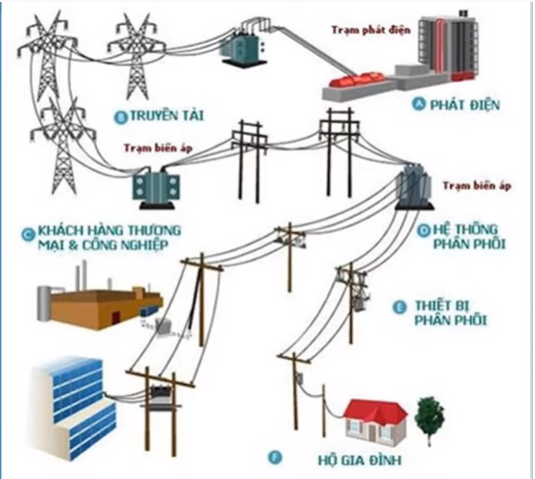 Trạm phát điện
A PHÁT ĐIỆN
B TRUYỀN TẢI
Trạm biến áp
Trạm biến áp
C KHÁCH HÀNG THƯƠNG
MẠI & CÔNG NGHIỆP
D HỆ THỐNG
PHÂN PHỐI
E THIẾT BỊ
PHÂN PHỐI
F HỘ GIA ĐÌNH